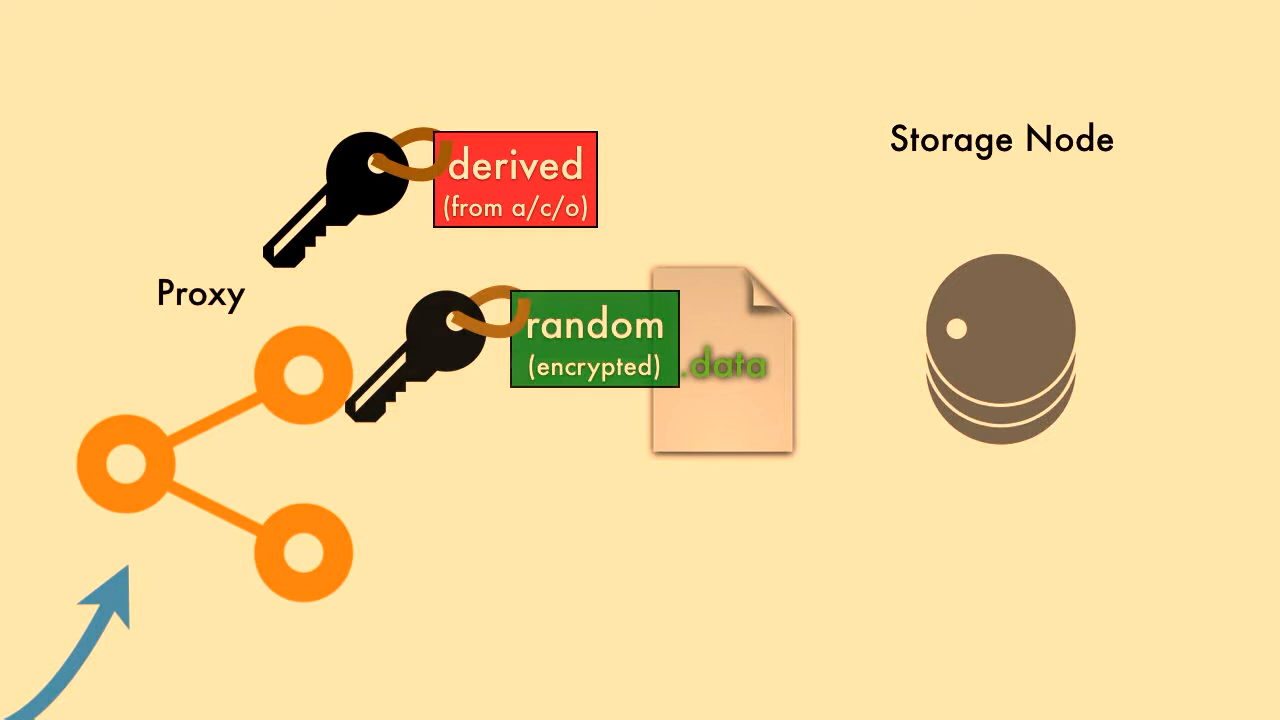 Storage Node
derived
(from a/c/o)
Proxy
random
(encrypted)
.data